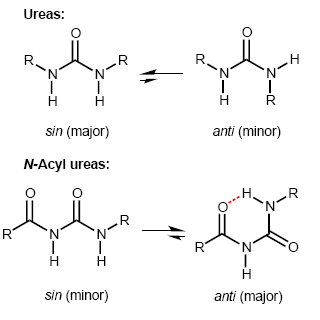 Ureas:
O O
R N N R R N N H
H H H R
sin (major) anti (minor)
N-Acyl ureas:
O O H R
O N
R N N R R N O
H H H
sin (minor) anti (major)